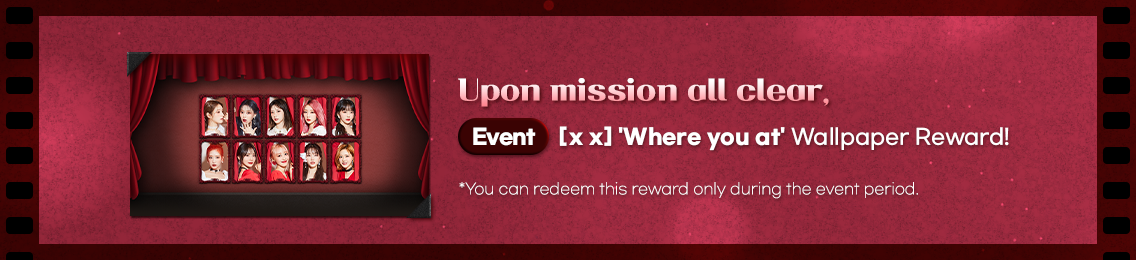 Upon mission all clear,
Event [x x] 'Where you at' Wallpaper Reward!
*You can redeem this reward only during the event period.